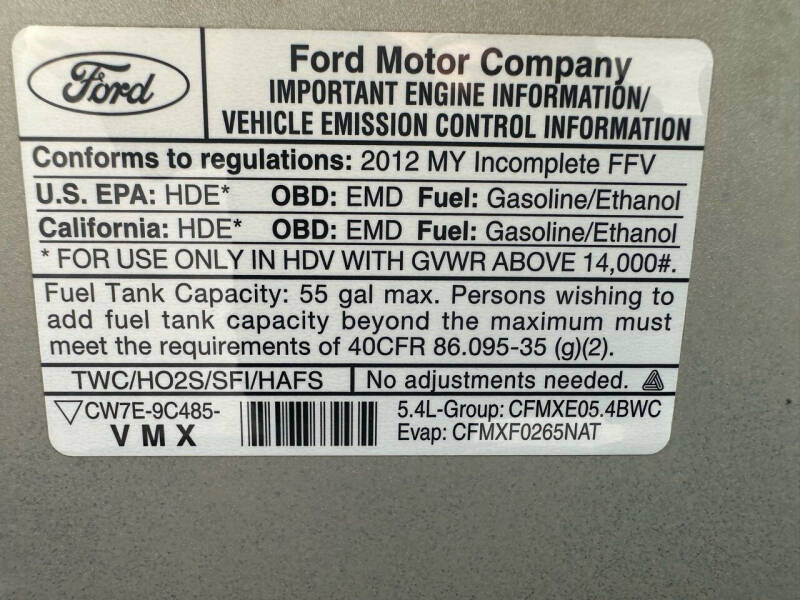 Ford
Ford Motor Company
IMPORTANT ENGINE INFORMATION/
VEHICLE EMISSION CONTROL INFORMATION
Conforms to regulations: 2012 MY Incomplete FFV
U.S. EPA: HDE* OBD: EMD Fuel: Gasoline/Ethanol
California: HDE* OBD: EMD Fuel: Gasoline/Ethanol
* FOR USE ONLY IN HDV WITH GVWR ABOVE 14,000#.
Fuel Tank Capacity: 55 gal max. Persons wishing to
add fuel tank capacity beyond the maximum must
meet the requirements of 40CFR 86.095-35 (g)(2).
TWC/HO2S/SFI/HAFS No adjustments needed.
CW7E-9C485- 5.4L-Group: CFMXE05.4BWC
VMX Evap: CFMXF0265NAT